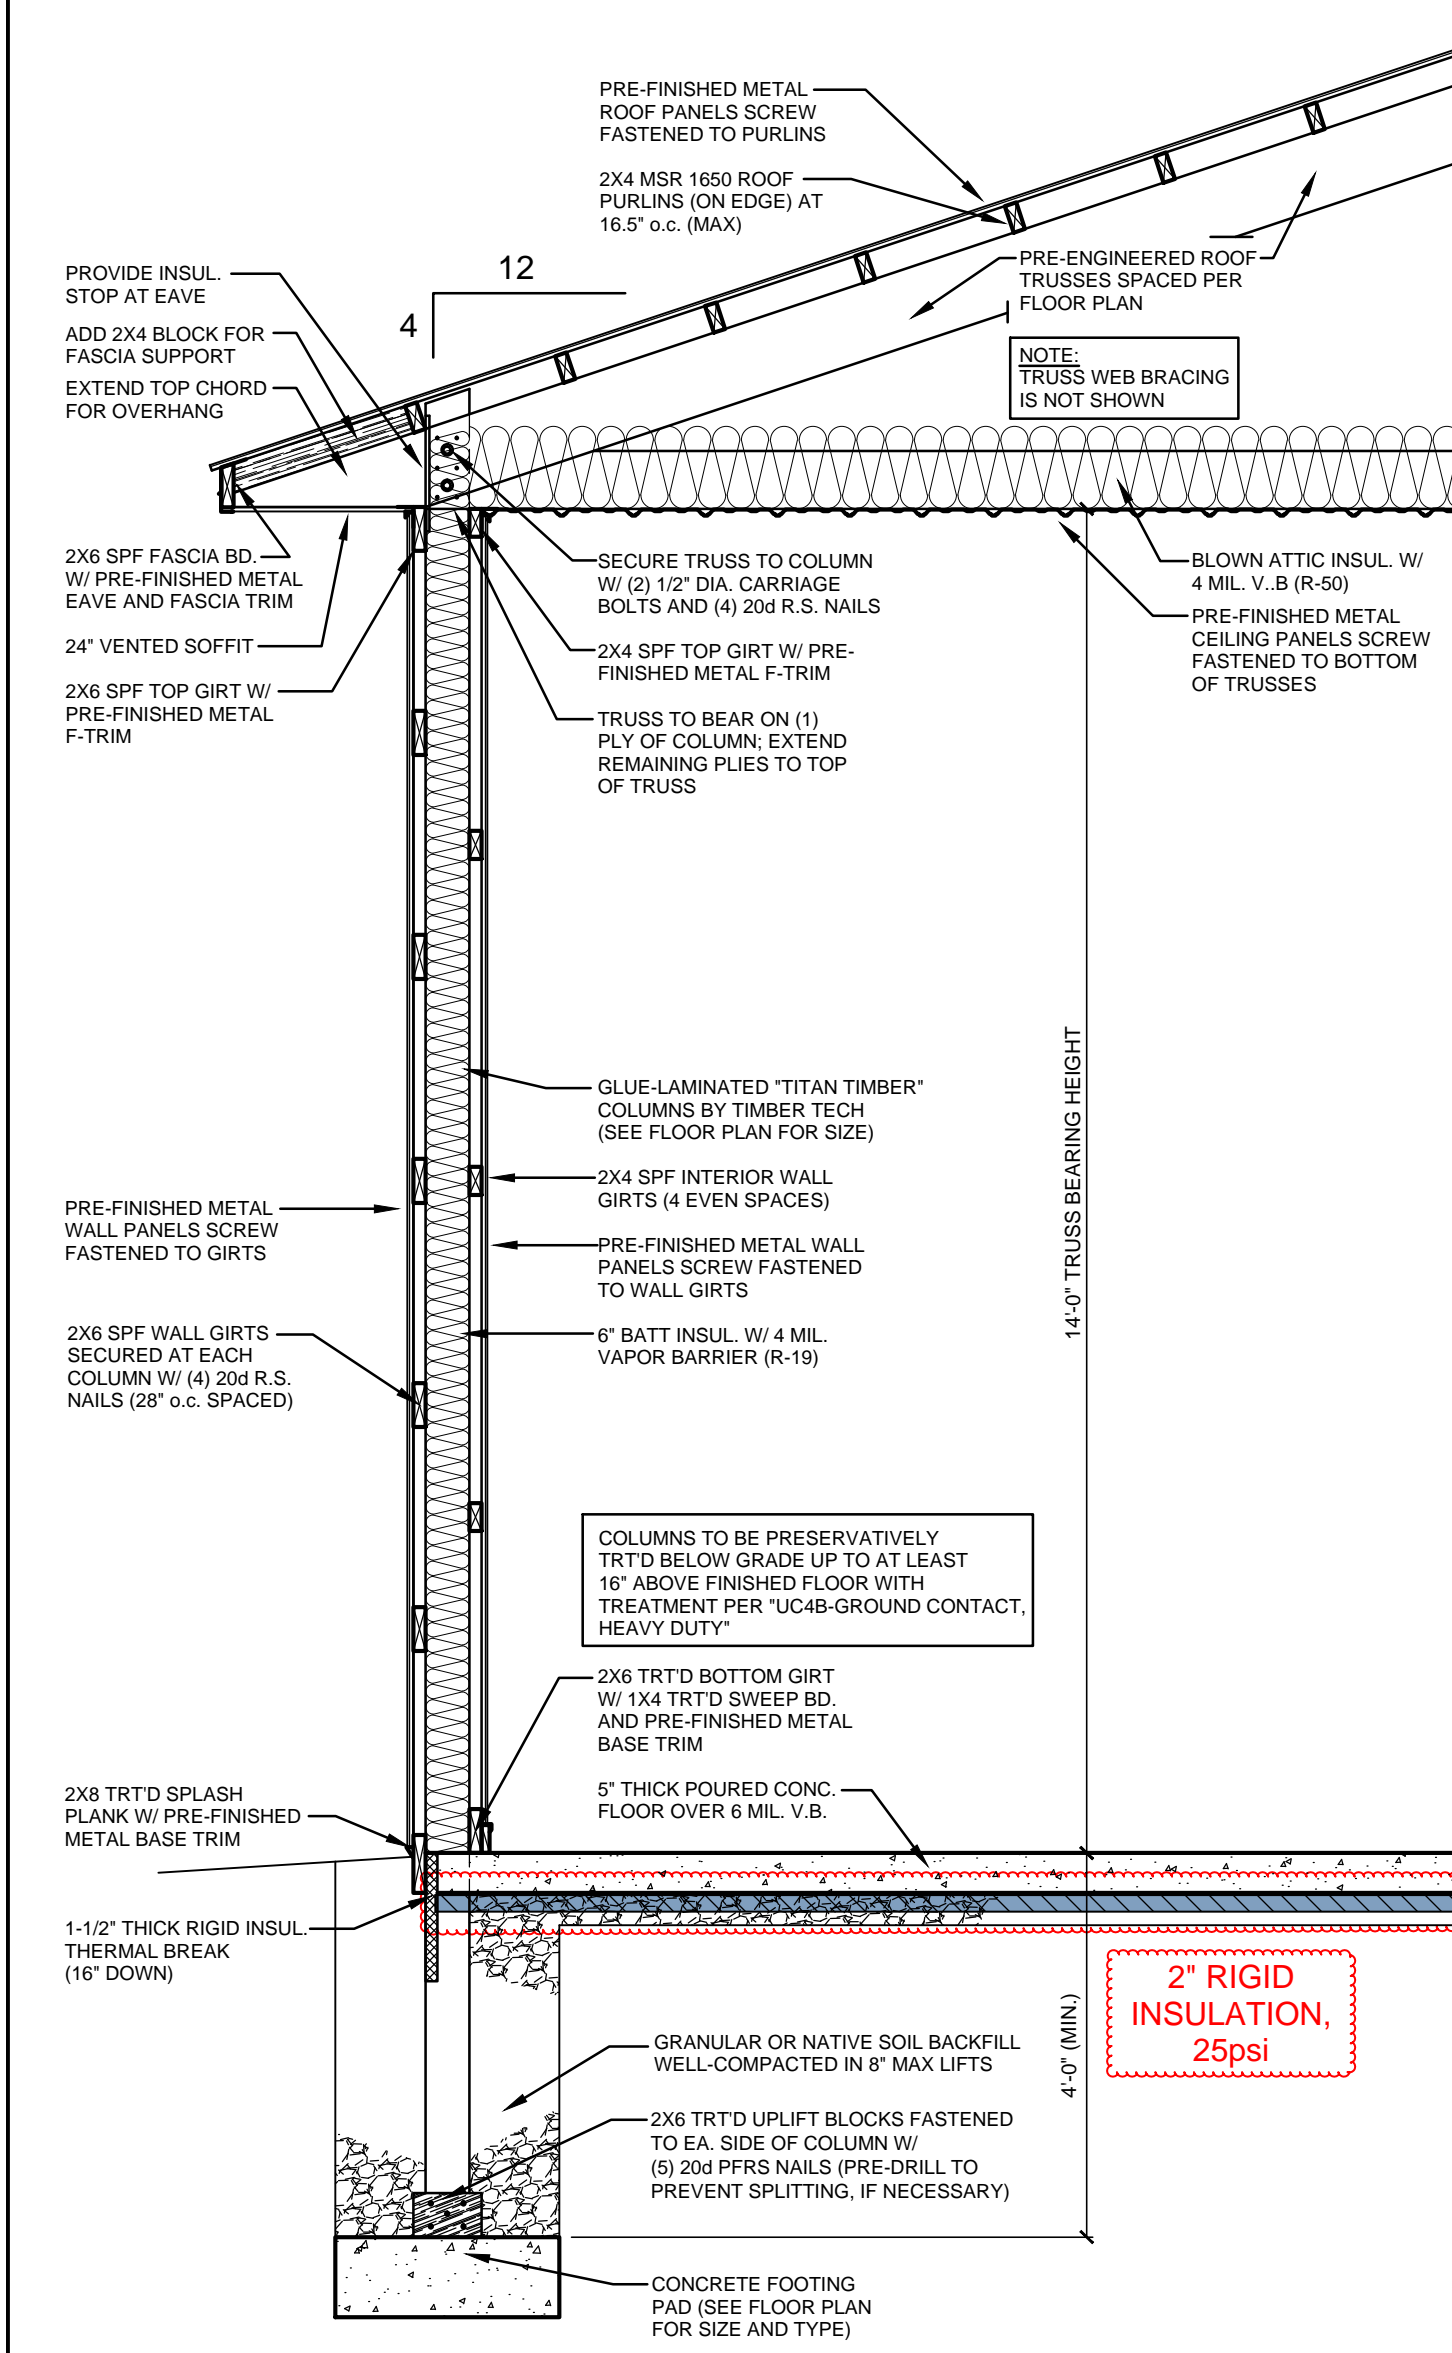 PRE-FINISHED METAL
ROOF PANELS SCREW
FASTENED TO PURLINS
2X4 MSR 1650 ROOF
PURLINS (ON EDGE) AT
16.5" o.c. (MAX)
12
4
PROVIDE INSUL.
STOP AT EAVE
ADD 2X4 BLOCK FOR
FASCIA SUPPORT
EXTEND TOP CHORD
FOR OVERHANG
PRE-ENGINEERED ROOF
TRUSSES SPACED PER
FLOOR PLAN
NOTE:
TRUSS WEB BRACING
IS NOT SHOWN
2X6 SPF FASCIA BD.
W/ PRE-FINISHED METAL
EAVE AND FASCIA TRIM
24" VENTED SOFFIT
2X6 SPF TOP GIRT W/
PRE-FINISHED METAL
F-TRIM
SECURE TRUSS TO COLUMN
W/ (2) 1/2" DIA. CARRIAGE
BOLTS AND (4) 20d R.S. NAILS
2X4 SPF TOP GIRT W/ PRE-
FINISHED METAL F-TRIM
TRUSS TO BEAR ON (1)
PLY OF COLUMN; EXTEND
REMAINING PLIES TO TOP
OF TRUSS
BLOWN ATTIC INSUL. W/
4 MIL. V..B (R-50)
PRE-FINISHED METAL
CEILING PANELS SCREW
FASTENED TO BOTTOM
OF TRUSSES
14'-0" TRUSS BEARING HEIGHT
GLUE-LAMINATED "TITAN TIMBER"
COLUMNS BY TIMBER TECH
(SEE FLOOR PLAN FOR SIZE)
2X4 SPF INTERIOR WALL
GIRTS (4 EVEN SPACES)
PRE-FINISHED METAL WALL
PANELS SCREW FASTENED
TO WALL GIRTS
6" BATT INSUL. W/ 4 MIL.
VAPOR BARRIER (R-19)
PRE-FINISHED METAL
WALL PANELS SCREW
FASTENED TO GIRTS
2X6 SPF WALL GIRTS
SECURED AT EACH
COLUMN W/ (4) 20d R.S.
NAILS (28" o.c. SPACED)
COLUMNS TO BE PRESERVATIVELY
TRT'D BELOW GRADE UP TO AT LEAST
16" ABOVE FINISHED FLOOR WITH
TREATMENT PER "UC4B-GROUND CONTACT,
HEAVY DUTY"
2X6 TRT'D BOTTOM GIRT
W/ 1X4 TRT'D SWEEP BD.
AND PRE-FINISHED METAL
BASE TRIM
5" THICK POURED CONC.
FLOOR OVER 6 MIL. V.B.
2X8 TRT'D SPLASH
PLANK W/ PRE-FINISHED
METAL BASE TRIM
1-1/2" THICK RIGID INSUL.
THERMAL BREAK
(16" DOWN)
2" RIGID
INSULATION,
25psi
4'-0" (MIN.)
GRANULAR OR NATIVE SOIL BACKFILL
WELL-COMPACTED IN 8" MAX LIFTS
2X6 TRT'D UPLIFT BLOCKS FASTENED
TO EA. SIDE OF COLUMN W/
(5) 20d PFRS NAILS (PRE-DRILL TO
PREVENT SPLITTING, IF NECESSARY)
CONCRETE FOOTING
PAD (SEE FLOOR PLAN
FOR SIZE AND TYPE)